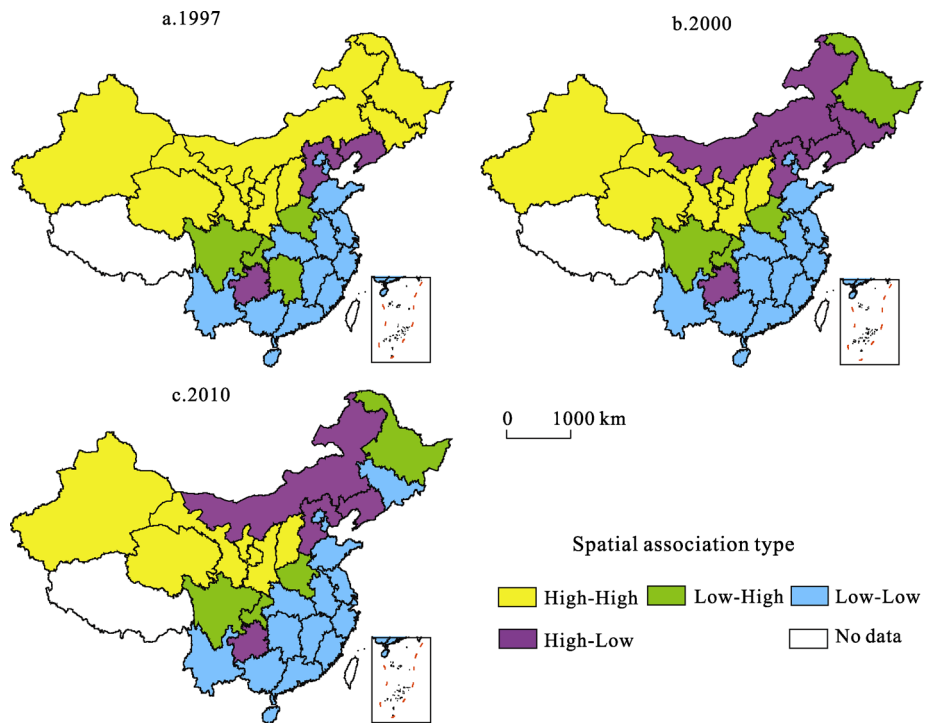 a.1997
b.2000
c.2010
0 1000 km
Spatial association type
High-High Low-High Low-Low
High-Low No data